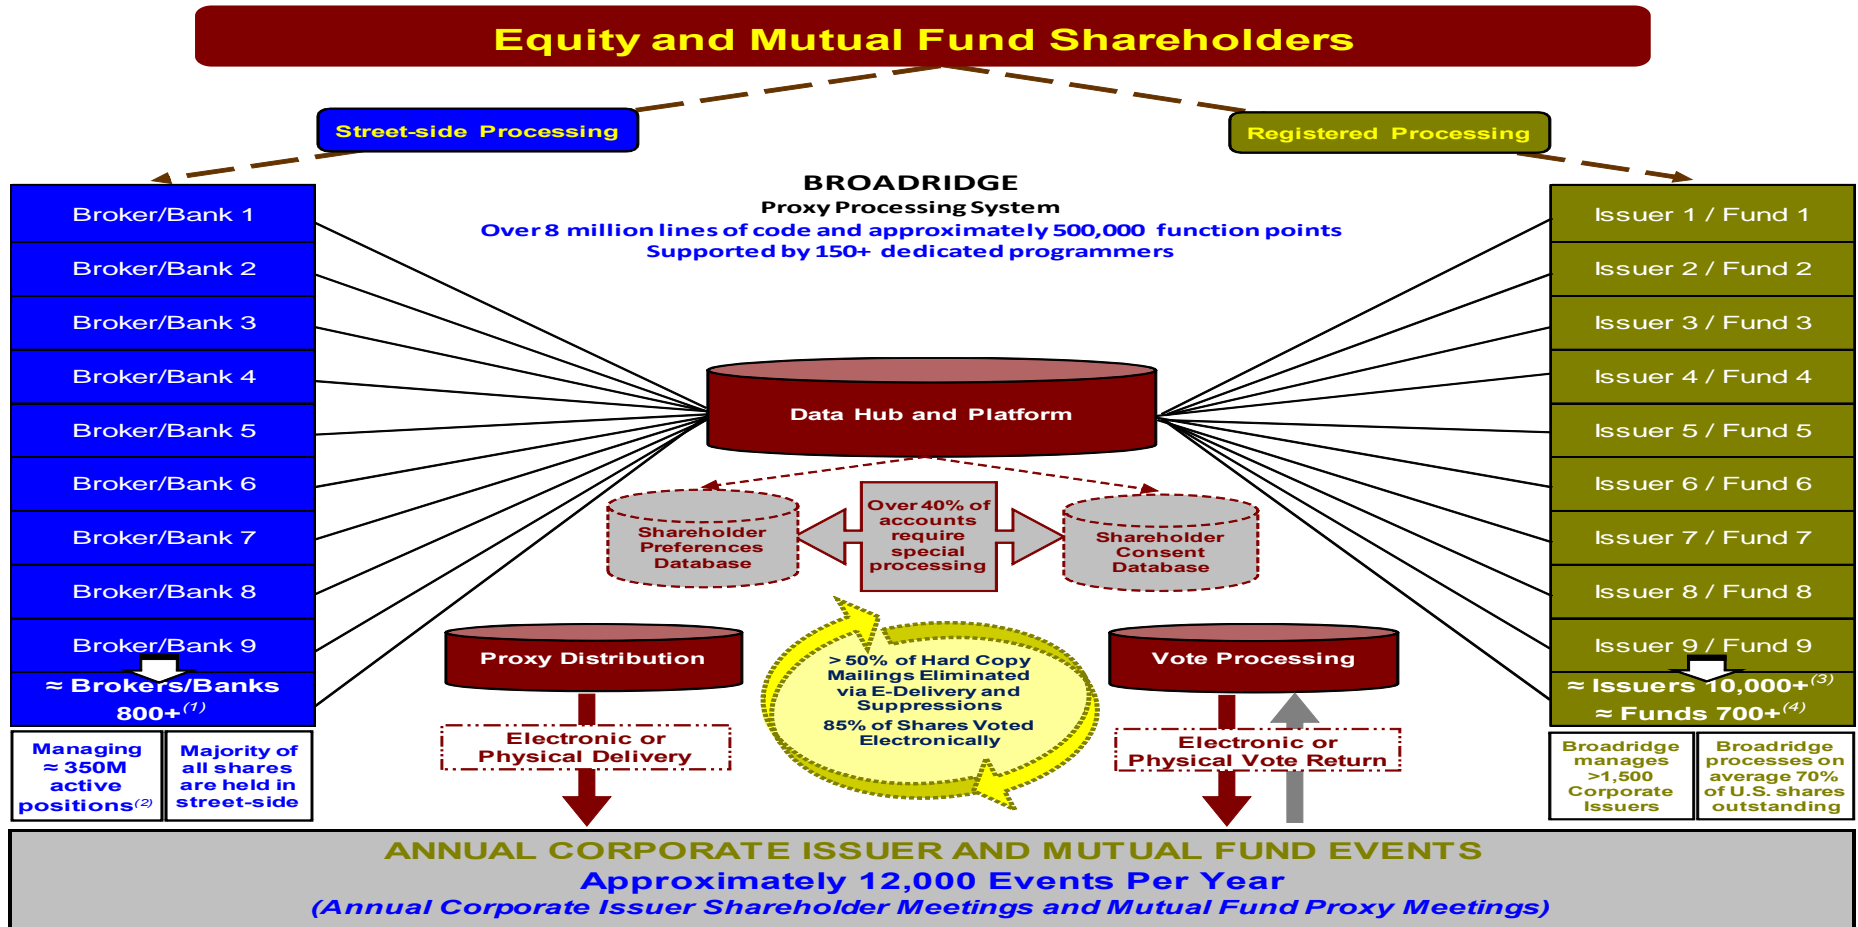 Equity and Mutual Fund Shareholders
Street-side Processing
Registered Processing
BROADRIDGE
Proxy Processing System
Over 8 million lines of code and approximately 500,000 function points
Supported by 150+ dedicated programmers
Broker/Bank 1
Broker/Bank 2
Broker/Bank 3
Broker/Bank 4
Broker/Bank 5
Broker/Bank 6
Broker/Bank 7
Broker/Bank 8
Broker/Bank 9
≈ Brokers/Banks
800+(1)
Managing
≈ 350M
active
positions(2)
Majority of
all shares
are held in
street-side
Data Hub and Platform
Shareholder
Preferences
Database
Over 40% of
accounts
require
special
processing
Shareholder
Consent
Database
Proxy Distribution
Electronic or
Physical Delivery
> 50% of Hard Copy
Mailings Eliminated
via E-Delivery and
Suppressions
85% of Shares Voted
Electronically
Vote Processing
Electronic or
Physical Vote Return
Issuer 1 / Fund 1
Issuer 2 / Fund 2
Issuer 3 / Fund 3
Issuer 4 / Fund 4
Issuer 5 / Fund 5
Issuer 6 / Fund 6
Issuer 7 / Fund 7
Issuer 8 / Fund 8
Issuer 9 / Fund 9
≈ Issuers 10,000+(3)
≈ Funds 700+(4)
Broadridge
manages
>1,500
Corporate
Issuers
Broadridge
processes on
average 70%
of U.S. shares
outstanding
ANNUAL CORPORATE ISSUER AND MUTUAL FUND EVENTS
Approximately 12,000 Events Per Year
(Annual Corporate Issuer Shareholder Meetings and Mutual Fund Proxy Meetings)